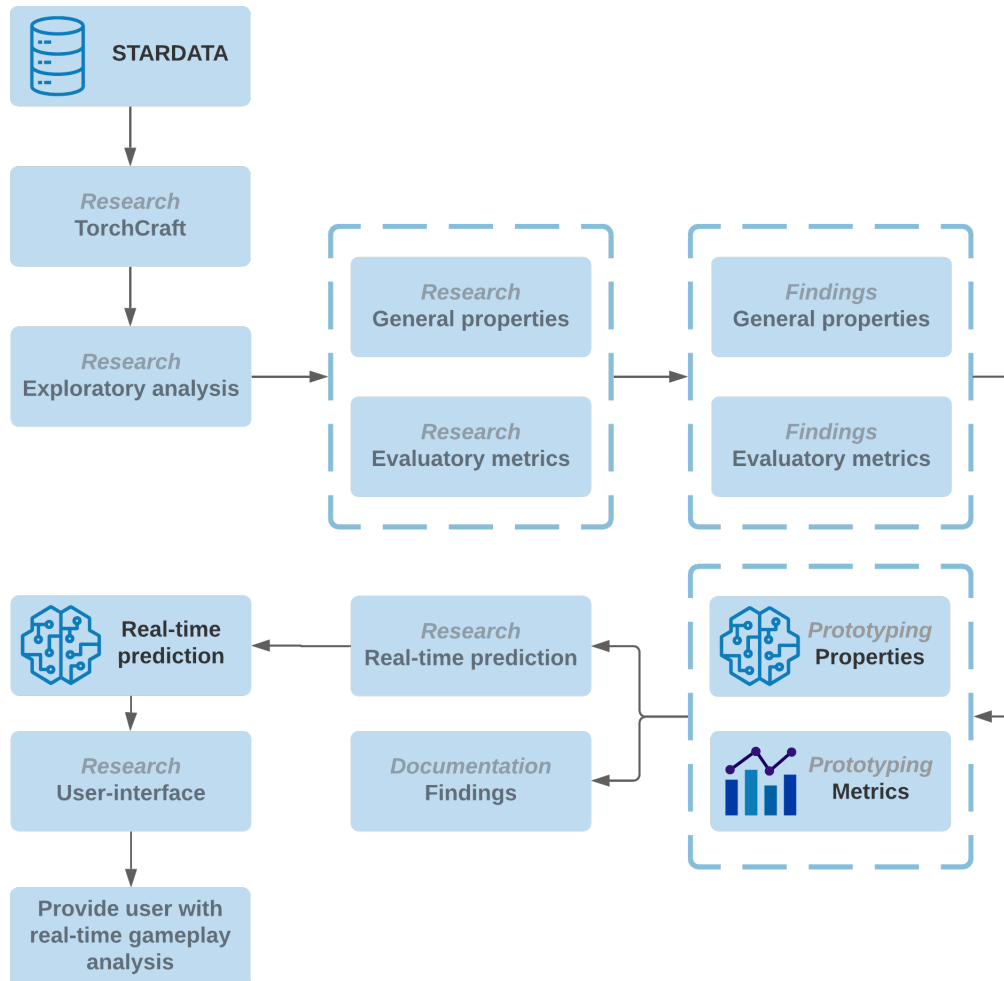 STARDATA
Research
TorchCraft
Research
Exploratory analysis
Research
General properties
Research
Evaluatory metrics
Findings
General properties
Findings
Evaluatory metrics
Prototyping
Properties
Prototyping
Metrics
Research
Real-time prediction
Documentation
Findings
Real-time
prediction
Research
User-interface
Provide user with
real-time gameplay
analysis